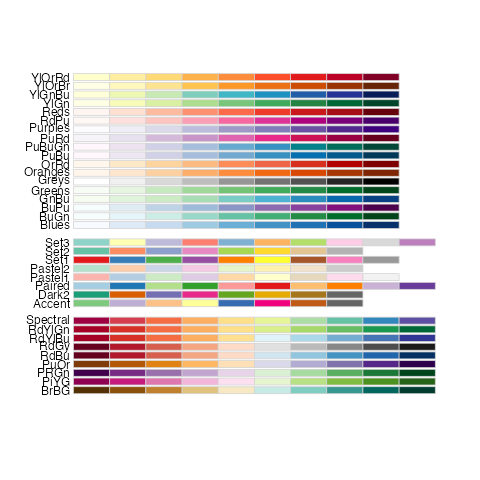 YlOrRd
YlOrBr
YlGnBu
YlGn
Reds
RdPu
Purples
PuRd
PuBuGn
PuBu
OrRd
Oranges
Greys
Greens
GnBu
BuPu
BuGn
Blues
Set3
Set2
Set1
Pastel2
Pastel1
Paired
Dark2
Accent
Spectral
RdYlGn
RdYlBu
RdGy
RdBu
PuOr
PRGn
PiYG
BrBG